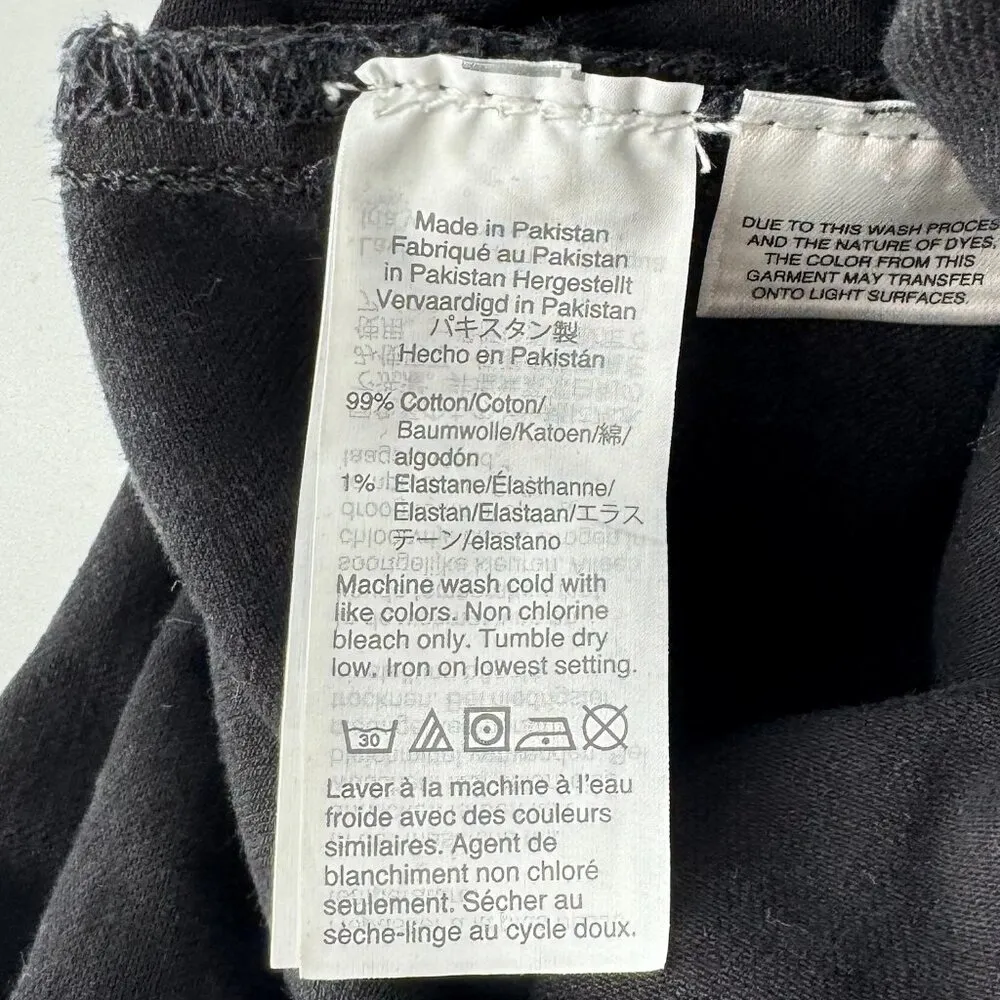 Made in Pakistan
Fabriqué au Pakistan
in Pakistan Hergestellt
Vervaardigd in Pakistan
パキスタン製
Hecho en Pakistán
99% Cotton/Coton/
Baumwolle/Katoen/綿/
algodón
1% Elastane/Élasthanne/
Elastan/Elastaan/エラス
テーン/elastano
Machine wash cold with
like colors. Non chlorine
bleach only. Tumble dry
low. Iron on lowest setting.
30
Laver à la machine à l'eau
froide avec des couleurs
similaires. Agent de
blanchiment non chloré
seulement. Sécher au
sèche-linge au cycle doux.
DUE TO THIS WASH PROCES
AND THE NATURE OF DYES,
THE COLOR FROM THIS
GARMENT MAY TRANSFER
ONTO LIGHT SURFACES.